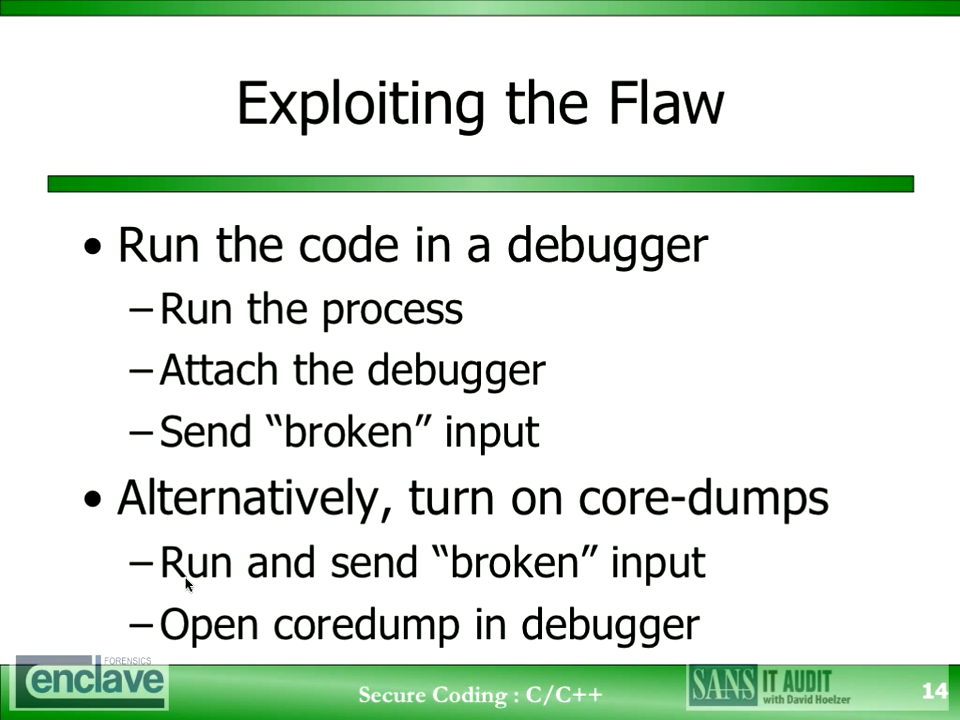 Exploiting the Flaw
• Run the code in a debugger
– Run the process
– Attach the debugger
– Send “broken” input
• Alternatively, turn on core-dumps
– Run and send “broken” input
– Open coredump in debugger
FORENSICS
enclave
Secure Coding : C/C++
SANS IT AUDIT
with David Hoelzer
14